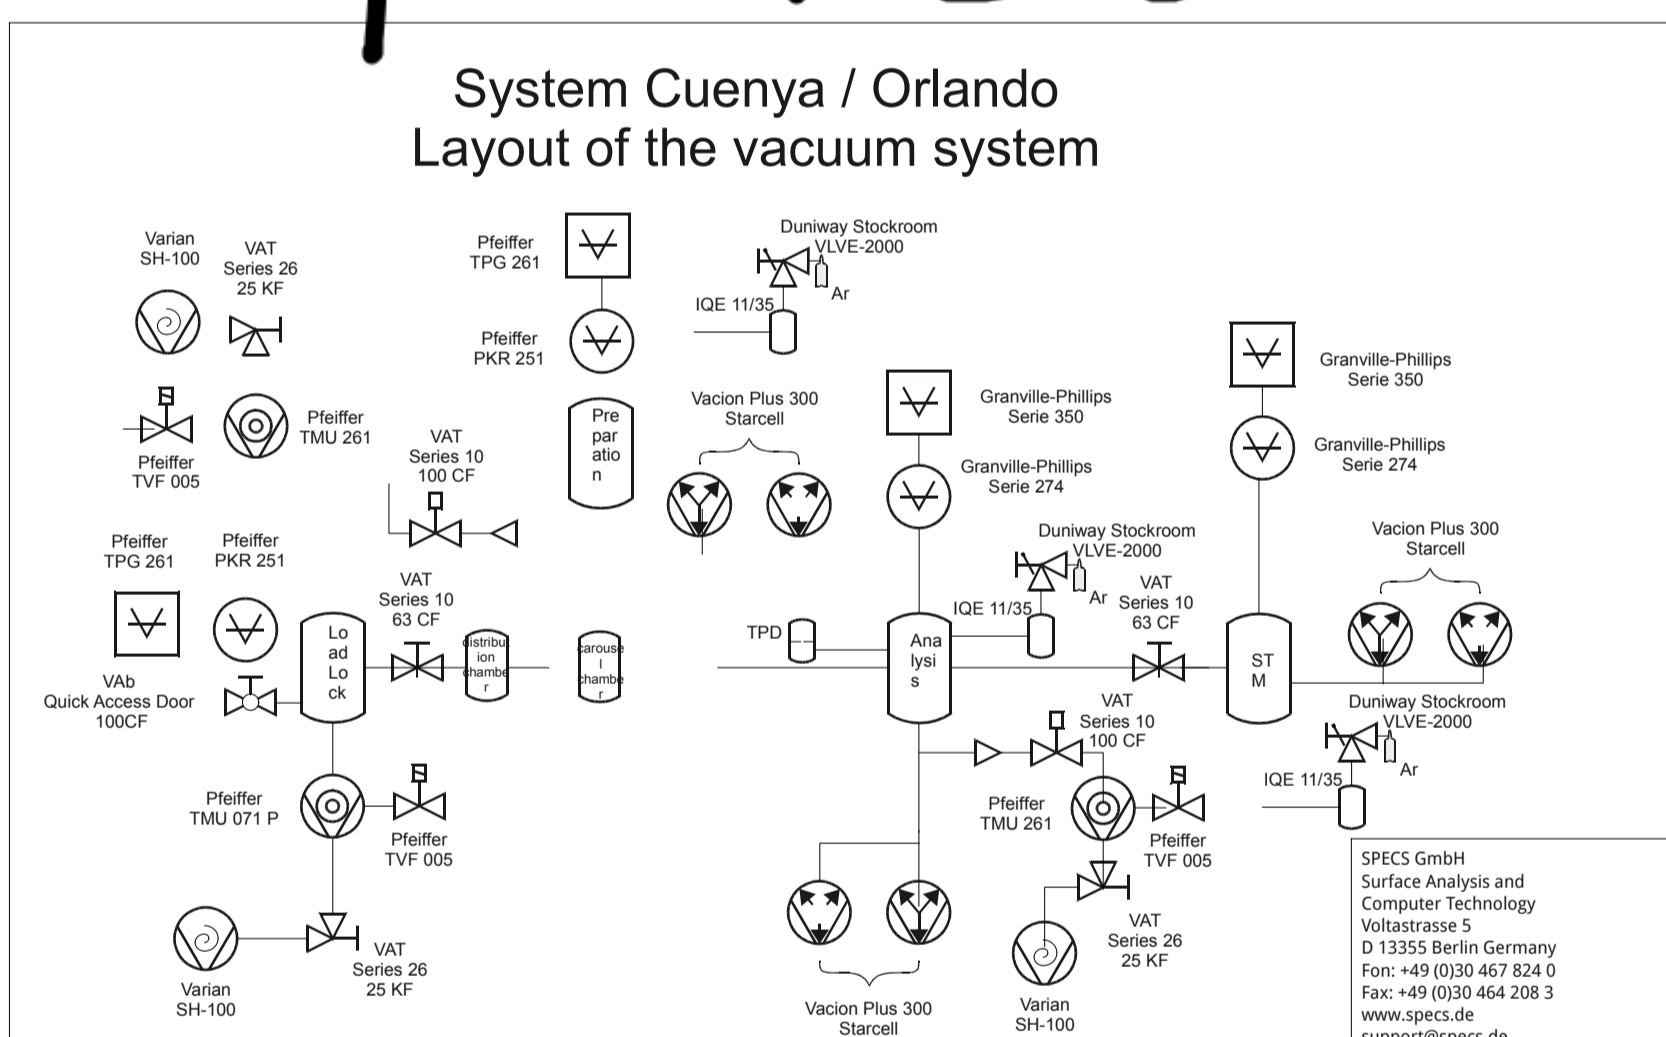 System Cuenya / Orlando
Layout of the vacuum system
Varian
SH-100
VAT
Series 26
25 KF
Pfeiffer
TVF 005
Pfeiffer
TMU 261
Pfeiffer
TPG 261
Pfeiffer
PKR 251
Pre
par
atio
n
VAT
Series 10
100 CF
Duniway Stockroom
VLVE-2000
Ar
IQE 11/35
Vacion Plus 300
Starcell
Granville-Phillips
Serie 350
Granville-Phillips
Serie 274
Granville-Phillips
Serie 350
Granville-Phillips
Serie 274
Pfeiffer
TPG 261
Pfeiffer
PKR 251
VAb
Quick Access Door
100CF
Lo
ad
Lo
ck
VAT
Series 10
63 CF
distribut
ion
chambe
r
carouse
l
chambe
r
TPD
Ana
lysi
s
Duniway Stockroom
VLVE-2000
Ar
IQE 11/35
VAT
Series 10
63 CF
ST
M
Vacion Plus 300
Starcell
Duniway Stockroom
VLVE-2000
Ar
IQE 11/35
Pfeiffer
TMU 071 P
Pfeiffer
TVF 005
Varian
SH-100
VAT
Series 26
25 KF
VAT
Series 10
100 CF
Pfeiffer
TMU 261
Pfeiffer
TVF 005
VAT
Series 26
25 KF
Varian
SH-100
Vacion Plus 300
Starcell
SPECS GmbH
Surface Analysis and
Computer Technology
Voltastrasse 5
D 13355 Berlin Germany
Fon: +49 (0)30 467 824 0
Fax: +49 (0)30 464 208 3
www.specs.de
support@specs.de